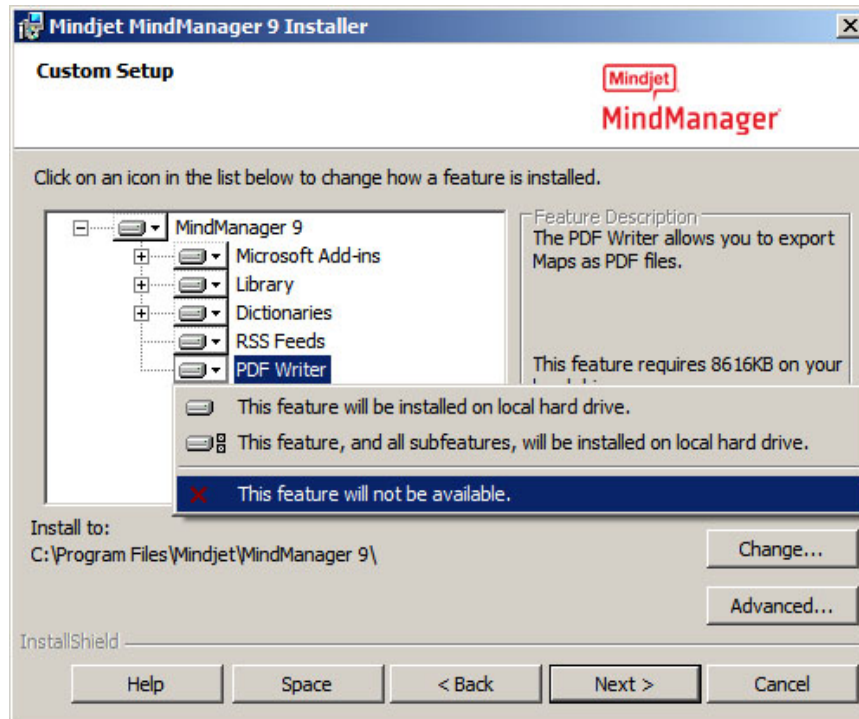 Mindjet MindManager 9 Installer
Custom Setup
Mindjet
MindManager
Click on an icon in the list below to change how a feature is installed.
MindManager 9
Microsoft Add-ins
Library
Dictionaries
RSS Feeds
PDF Writer
Feature Description
The PDF Writer allows you to export
Maps as PDF files.
This feature requires 8616KB on your
This feature will be installed on local hard drive.
This feature, and all subfeatures, will be installed on local hard drive.
This feature will not be available.
Install to:
C:\Program Files\Mindjet\MindManager 9\
Change...
Advanced...
InstallShield
Help
Space
< Back
Next >
Cancel